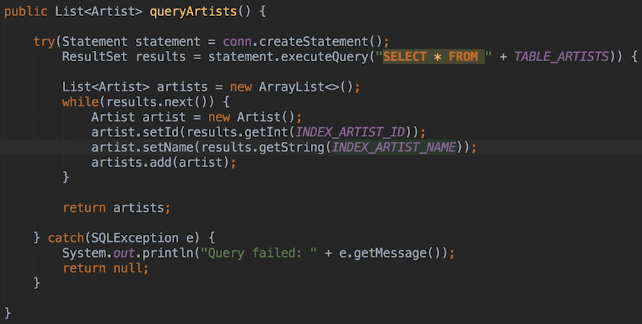 public List<Artist> queryArtists() {
try(Statement statement = conn.createStatement();
ResultSet results = statement.executeQuery("SELECT * FROM " + TABLE_ARTISTS)) {
List<Artist> artists = new ArrayList<>();
while(results.next()) {
Artist artist = new Artist();
artist.setId(results.getInt(INDEX_ARTIST_ID));
artist.setName(results.getString(INDEX_ARTIST_NAME));
artists.add(artist);
}
return artists;
} catch(SQLException e) {
System.out.println("Query failed: " + e.getMessage());
return null;
}
}